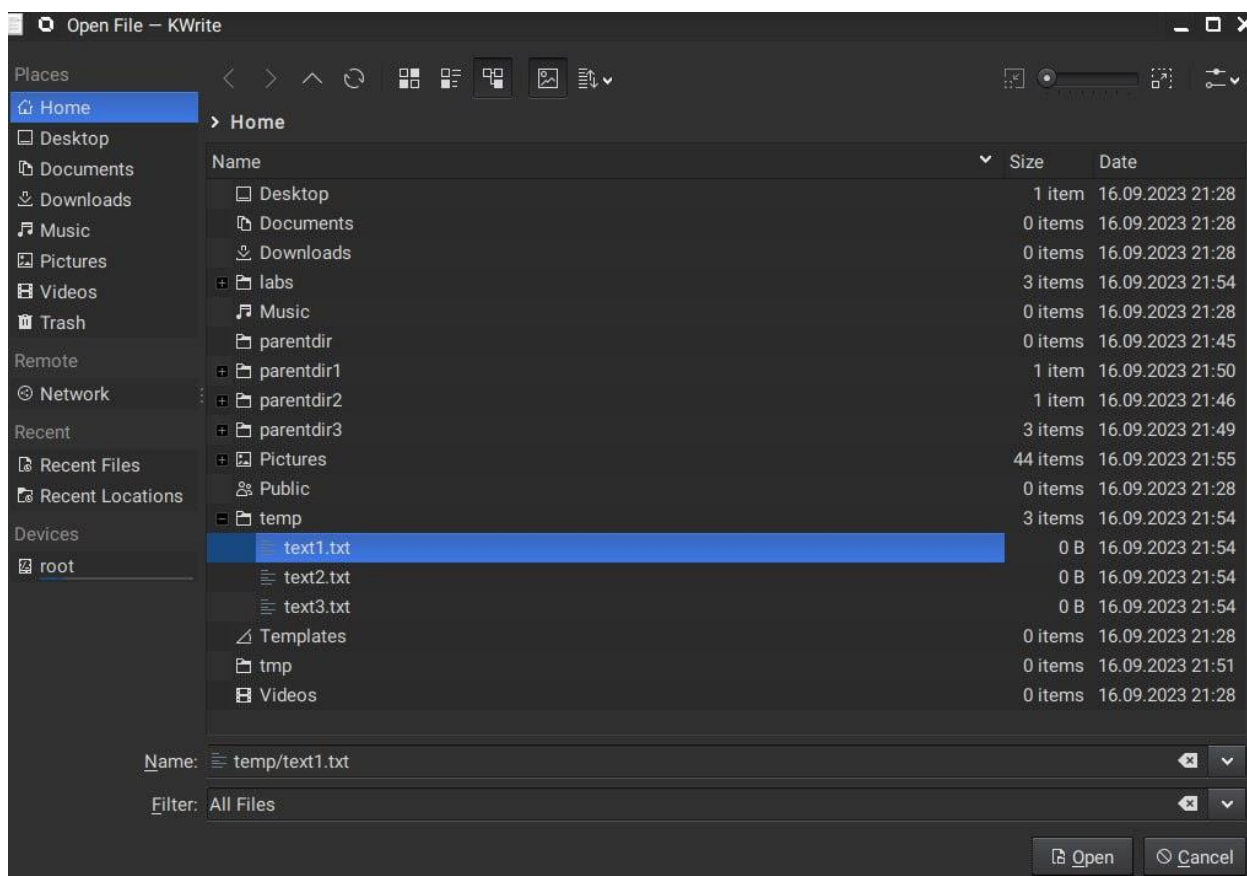 Open File — KWrite
Places
Home
Desktop
Documents
Downloads
Music
Pictures
Videos
Trash
Remote
Network
Recent
Recent Files
Recent Locations
Devices
root
Home
Name Size Date
Desktop 1 item 16.09.2023 21:28
Documents 0 items 16.09.2023 21:28
Downloads 0 items 16.09.2023 21:28
labs 3 items 16.09.2023 21:54
Music 0 items 16.09.2023 21:28
parentdir 0 items 16.09.2023 21:45
parentdir1 1 item 16.09.2023 21:50
parentdir2 1 item 16.09.2023 21:46
parentdir3 3 items 16.09.2023 21:49
Pictures 44 items 16.09.2023 21:55
Public 0 items 16.09.2023 21:28
temp 3 items 16.09.2023 21:54
text1.txt 0 B 16.09.2023 21:54
text2.txt 0 B 16.09.2023 21:54
text3.txt 0 B 16.09.2023 21:54
Templates 0 items 16.09.2023 21:28
tmp 0 items 16.09.2023 21:51
Videos 0 items 16.09.2023 21:28
Name: temp/text1.txt
Filter: All Files
Open Cancel